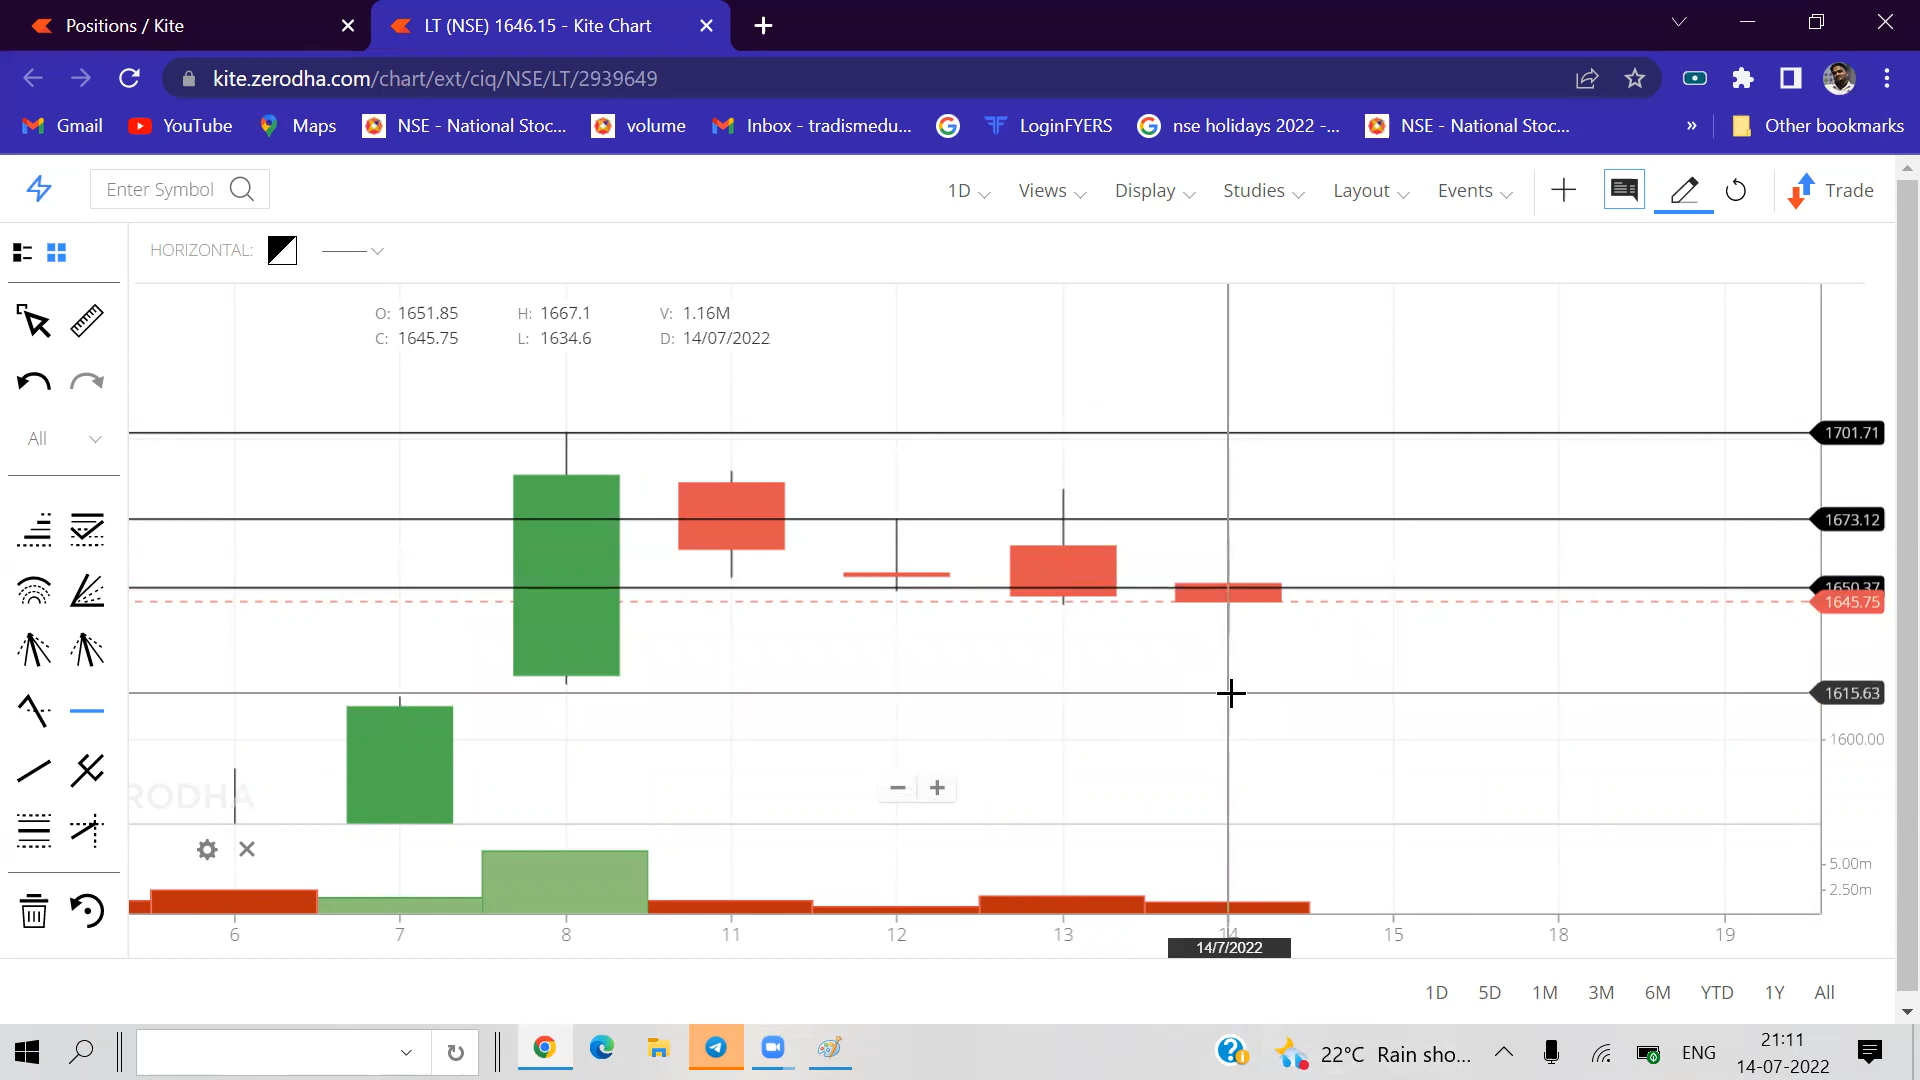 Positions / Kite
LT (NSE) 1646.15 - Kite Chart
kite.zerodha.com/chart/ext/ciq/NSE/LT/2939649
Gmail
YouTube
Maps
NSE - National Stoc...
volume
Inbox - tradismedu...
LoginFYERS
nse holidays 2022 -...
NSE - National Stoc...
»
Other bookmarks
Enter Symbol
1D
Views
Display
Studies
Layout
Events
Trade
HORIZONTAL:
O: 1651.85 H: 1667.1 V: 1.16M
C: 1645.75 L: 1634.6 D: 14/07/2022
All
1701.71
1673.12
1650.37
1645.75
1615.63
1600.00
RODHA
5.00m
2.50m
6 7 8 11 12 13 14 15 18 19
14/7/2022
1D 5D 1M 3M 6M YTD 1Y All
22°C Rain sho...
ENG
21:11
14-07-2022